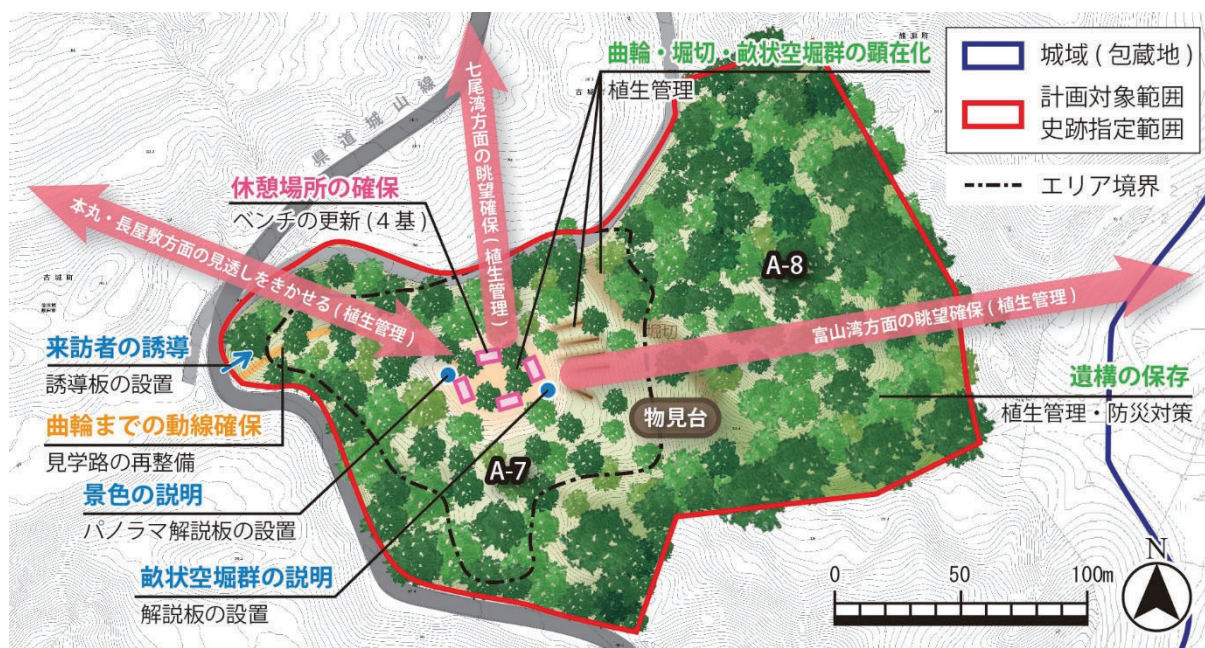 曲輪・堀切・畝状空堀群の顕在化
植生管理
城域(包蔵地)
計画対象範囲
史跡指定範囲
エリア境界
県道城山線
七尾湾方面の眺望確保(植生管理)
古城町
休憩場所の確保
ベンチの更新(4基)
本丸・長屋敷方面の見透しをきかせる(植生管理)
古城町
A-8
富山湾方面の眺望確保(植生管理)
堀切
来訪者の誘導
誘導板の設置
遺構の保存
植生管理・防災対策
物見台
曲輪までの動線確保
見学路の再整備
A-7
景色の説明
パノラマ解説板の設置
畝状空堀群の説明
解説板の設置
0 50 100m
N